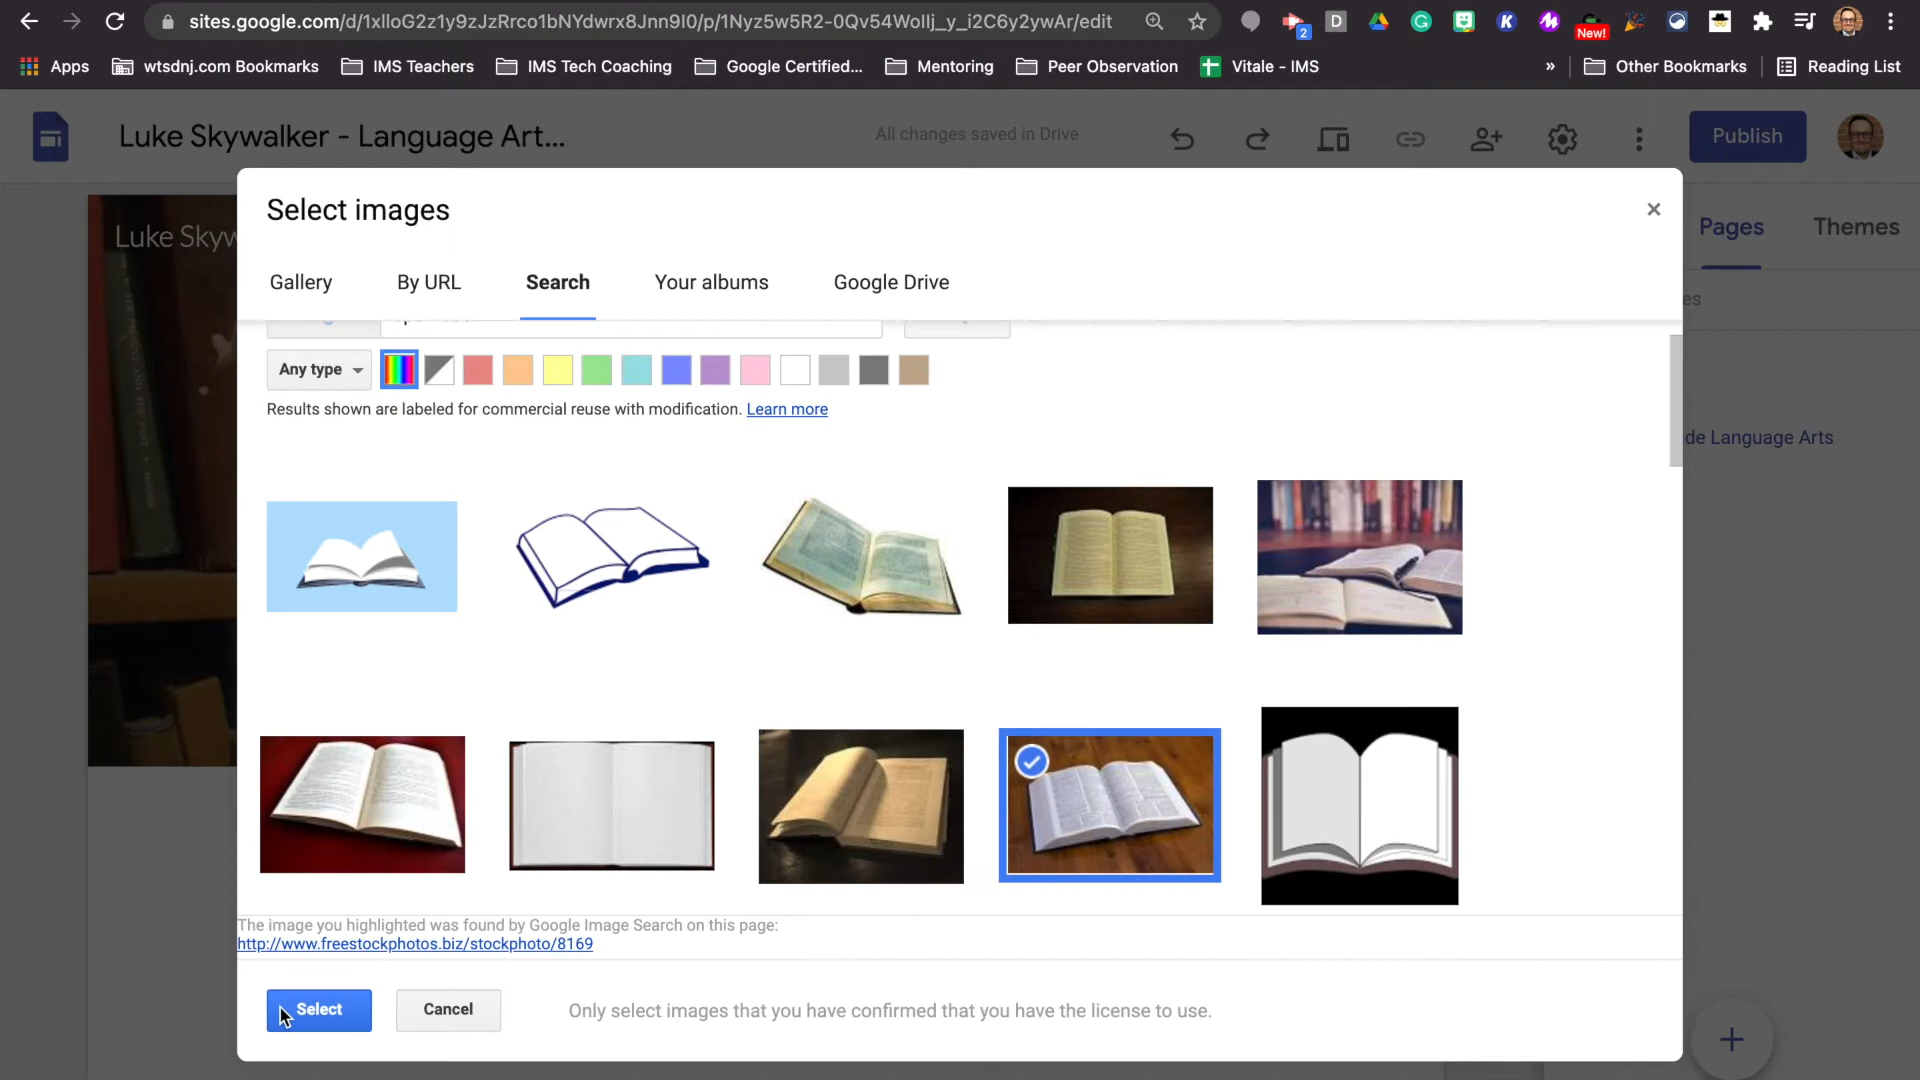 sites.google.com/d/1xlloG2z1y9zJzRrco1bNYdwrx8Jnn9l0/p/1Nyz5w5R2-0Qv54Wollj_y_i2C6y2ywAr/edit
2
D
G
K
New!
Apps
wtsdnj.com Bookmarks
IMS Teachers
IMS Tech Coaching
Google Certified...
Mentoring
Peer Observation
Vitale - IMS
»
Other Bookmarks
Reading List
Luke Skywalker - Language Art...
All changes saved in Drive
Publish
Select images
×
Luke Skyw
Pages
Themes
Gallery
By URL
Search
Your albums
Google Drive
es
Any type
Results shown are labeled for commercial reuse with modification. Learn more
de Language Arts
The image you highlighted was found by Google Image Search on this page:
http://www.freestockphotos.biz/stockphoto/8169
Select
Cancel
Only select images that you have confirmed that you have the license to use.